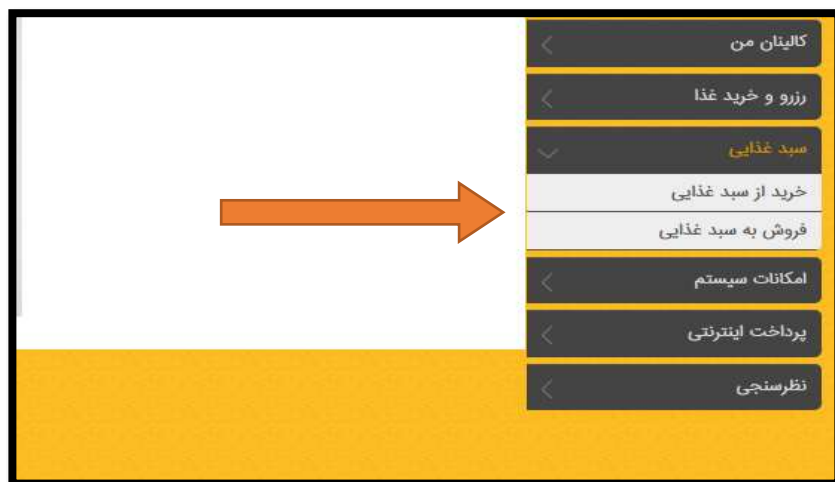 کالینان من
رزرو و خرید غذا
سبد غذایی
خرید از سبد غذایی
فروش به سبد غذایی
امکانات سیستم
پرداخت اینترنتی
نظرسنجی